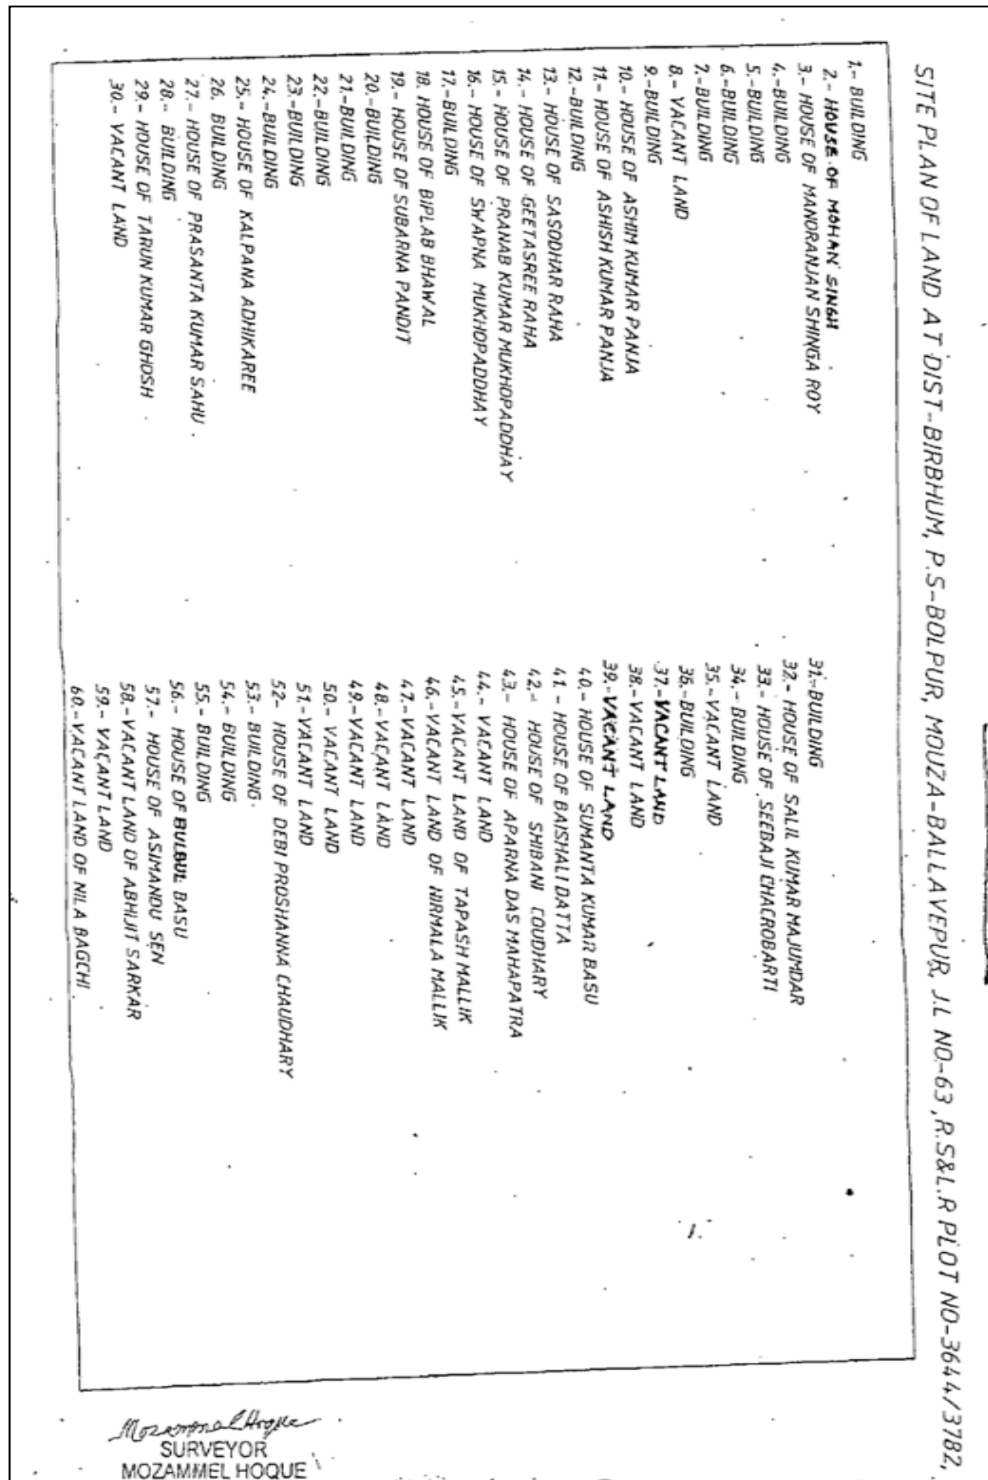 SITE PLAN OF LAND AT DIST-BIRBHUM, P.S-BOLPUR, MOUZA-BALLAVEPUR, J.L NO-63, R.S&L.R PLOT NO-3644/3782,
1.- BUILDING
2.- HOUSE OF MOHAN SINGH
3.- HOUSE OF MANORANJAN SHINGA ROY
4.-BUILDING
5.-BUILDING
6.-BUILDING
7.-BUILDING
8.- VACANT LAND
9.-BUILDING
10.- HOUSE OF ASHIM KUMAR PANJA
11.- HOUSE OF ASHISH KUMAR PANJA
12.-BUILDING
13.- HOUSE OF SASODHAR RAHA
14.- HOUSE OF GEETASREE RAHA
15.- HOUSE OF PRANAB KUMAR MUKHOPADDHAY
16.- HOUSE OF SWAPNA MUKHOPADDHAY
17.-BUILDING
18. HOUSE OF BIPLAB BHAWAL
19.- HOUSE OF SUBARNA PANDIT
20.-BUILDING
21.-BUILDING
22.-BUILDING
23.-BUILDING
24.-BUILDING
25.- HOUSE OF KALPANA ADHIKAREE
26. BUILDING
27.- HOUSE OF PRASANTA KUMAR SAHU
28.- BUILDING
29.- HOUSE OF TARUN KUMAR GHOSH
30.- VACANT LAND
31.-BUILDING
32.- HOUSE OF SALIL KUMAR MAJUMDAR
33.- HOUSE OF SEEBAJI CHACROBARTI
34.- BUILDING
35.- VACANT LAND
36.-BUILDING
37.-VACANT LAND
38.-VACANT LAND
39.-VACANT LAND
40.- HOUSE OF SUMANTA KUMAR BASU
41.- HOUSE OF BAISHALI DATTA
42.- HOUSE OF SHIBANI COUDHARY
43.- HOUSE OF APARNA DAS MAHAPATRA
44.- VACANT LAND
45.-VACANT LAND OF TAPASH MALLIK
46.-VACANT LAND OF NIRMALA MALLIK
47.-VACANT LAND
48.-VACANT LAND
49.-VACANT LAND
50.- VACANT LAND
51.-VACANT LAND
52.- HOUSE OF DEBI PROSHANNA CHAUDHARY
53.- BUILDING.
54.- BUILDING
55.- BUILDING
56.- HOUSE OF BULBUL BASU
57.- HOUSE OF ASIMANDU SEN
58.-VACANT LAND OF ABHIJIT SARKAR
59.- VACANT LAND
60.-VACANT LAND OF NILA BAGCHI
Mozammel Hoque
SURVEYOR
MOZAMMEL HOQUE